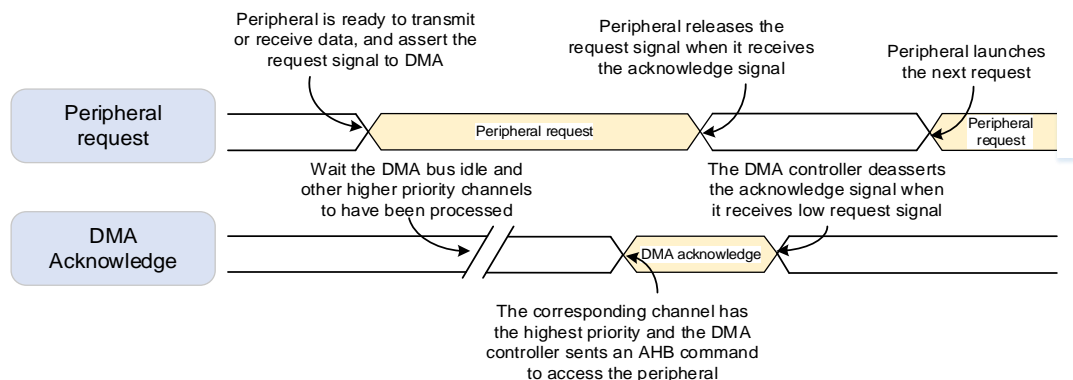 Peripheral is ready to transmit
or receive data, and assert the
request signal to DMA
Peripheral releases the
request signal when it receives
the acknowledge signal
Peripheral launches
the next request
Peripheral
request
Peripheral request
Peripheral
request
Wait the DMA bus idle and
other higher priority channels
to have been processed
The DMA controller deasserts
the acknowledge signal when
it receives low request signal
DMA
Acknowledge
DMA acknowledge
The corresponding channel has
the highest priority and the DMA
controller sents an AHB command
to access the peripheral